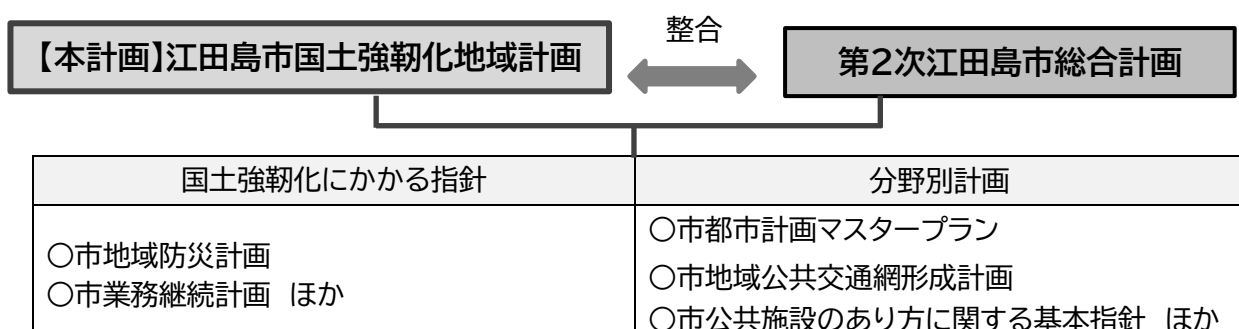 整合
【本計画】江田島市国土強靭化地域計画
第2次江田島市総合計画
国土強靭化にかかる指針
分野別計画
〇市地域防災計画
〇市業務継続計画 ほか
〇市都市計画マスタープラン
〇市地域公共交通網形成計画
〇市公共施設のあり方に関する基本指針 ほか